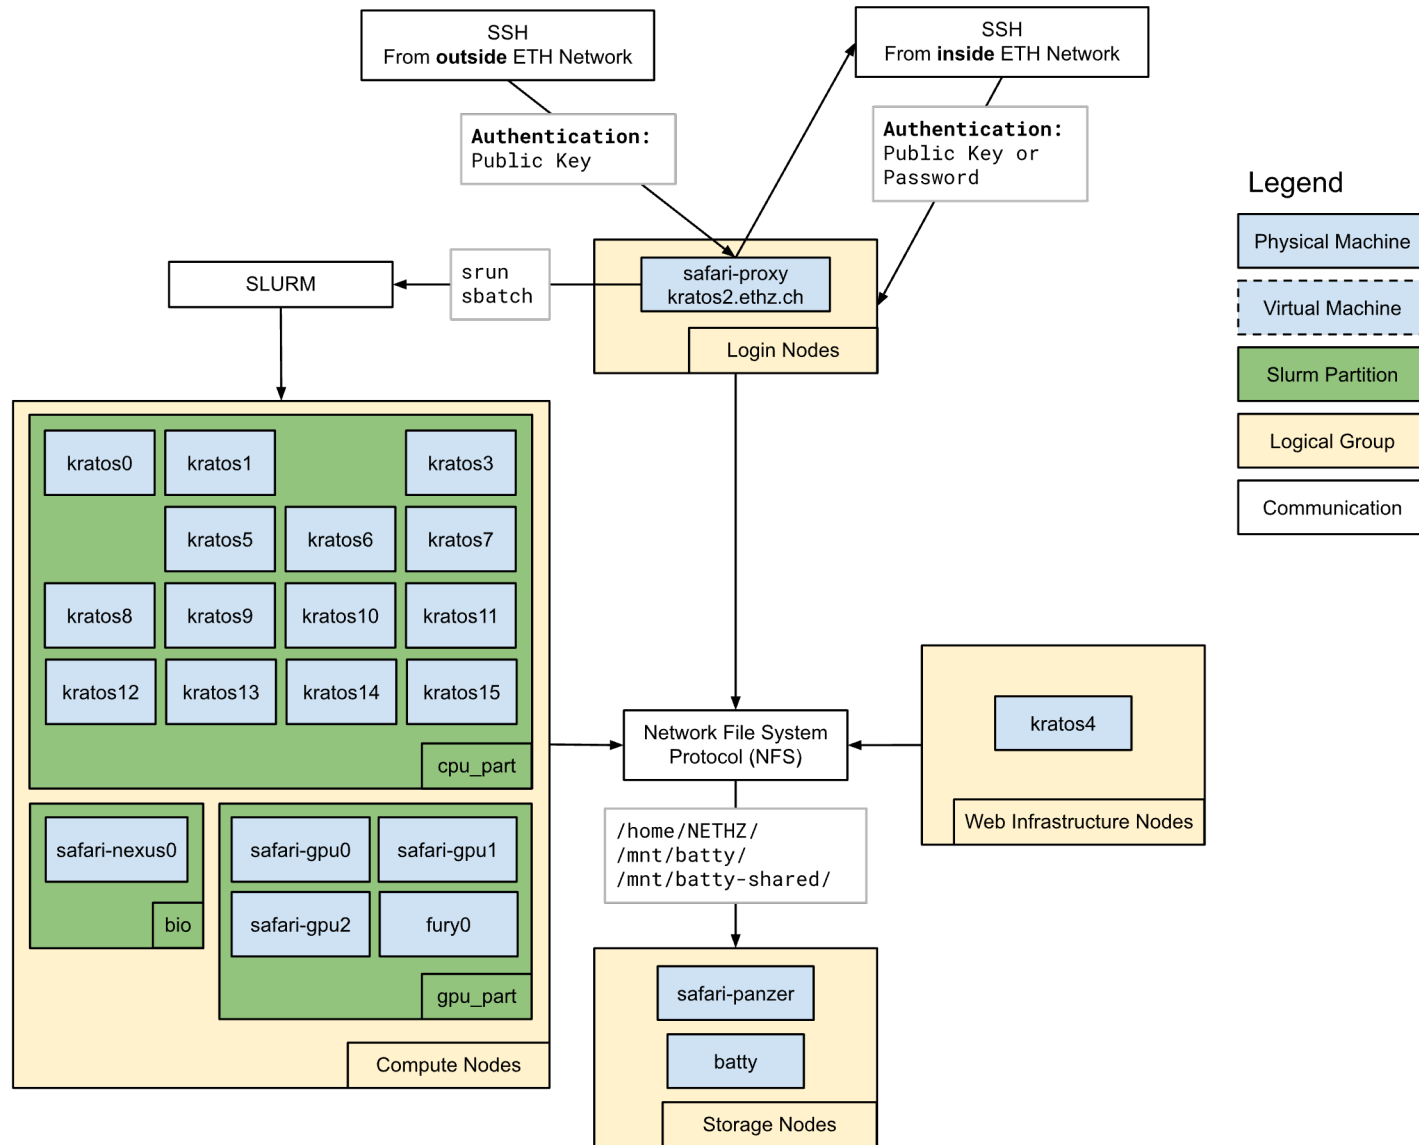 SSH
From outside ETH Network
SSH
From inside ETH Network
Authentication:
Public Key
Authentication:
Public Key or
Password
Legend
Physical Machine
Virtual Machine
Slurm Partition
Logical Group
Communication
safari-proxy
kratos2.ethz.ch
Login Nodes
srun
sbatch
SLURM
kratos0
kratos1
kratos3
kratos5
kratos6
kratos7
kratos8
kratos9
kratos10
kratos11
kratos12
kratos13
kratos14
kratos15
cpu_part
safari-nexus0
bio
safari-gpu0
safari-gpu1
safari-gpu2
fury0
gpu_part
Compute Nodes
Network File System
Protocol (NFS)
kratos4
Web Infrastructure Nodes
/home/NETHZ/
/mnt/batty/
/mnt/batty-shared/
safari-panzer
batty
Storage Nodes